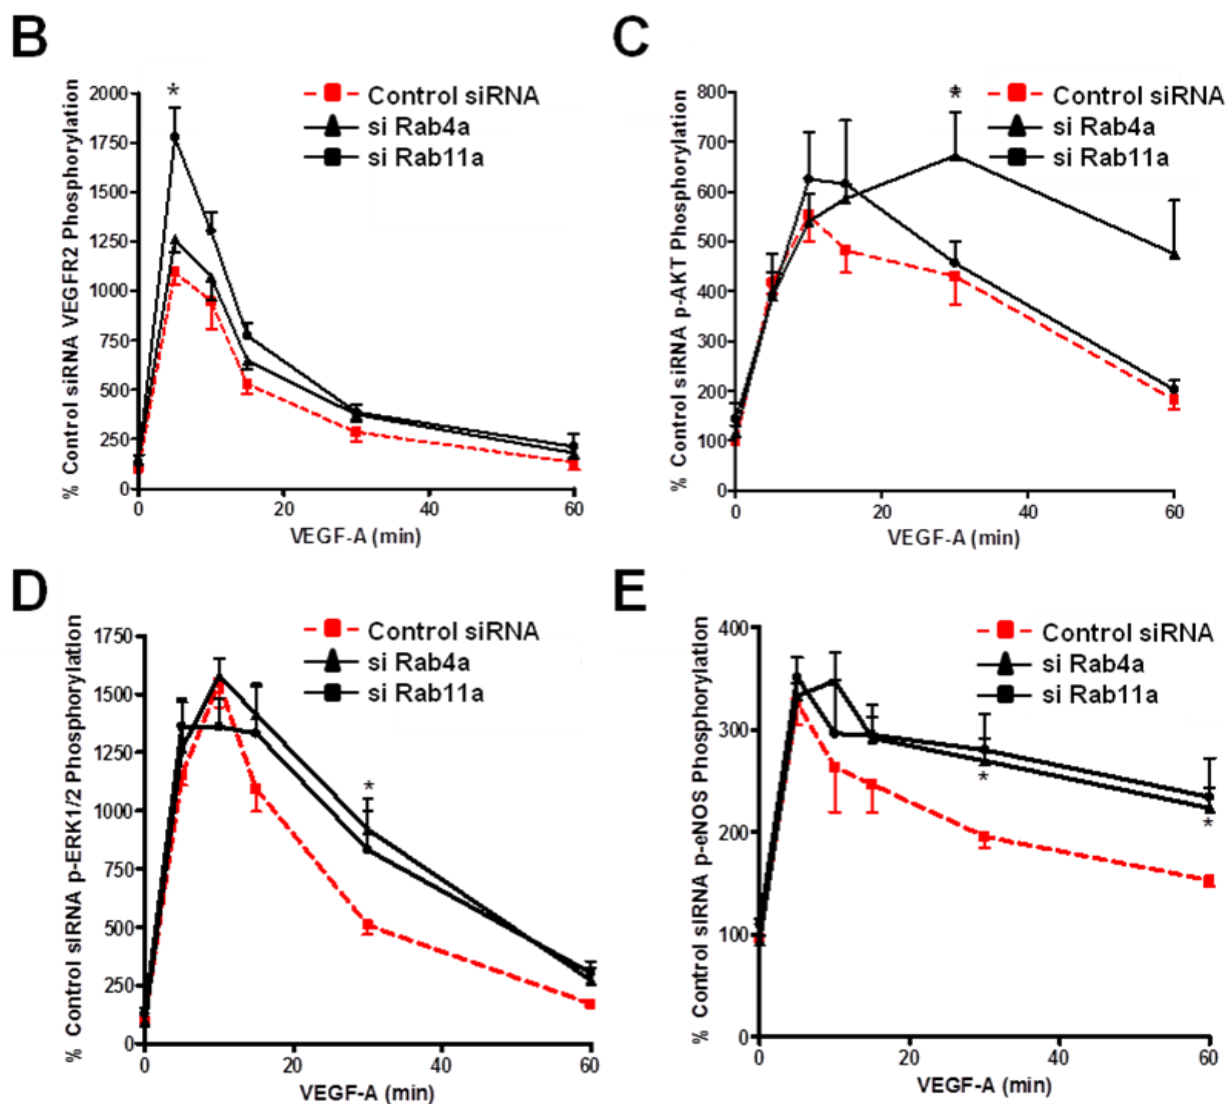 B
% Control siRNA VEGFR2 Phosphorylation
2000
1750
1500
1250
1000
750
500
250
0
*
Control siRNA
si Rab4a
si Rab11a
0 20 40 60
VEGF-A (min)
C
% Control siRNA p-AKT Phosphorylation
800
700
600
500
400
300
200
100
0
*
Control siRNA
si Rab4a
si Rab11a
0 20 40 60
VEGF-A (min)
D
% Control siRNA p-ERK1/2 Phosphorylation
1750
1500
1250
1000
750
500
250
0
Control siRNA
si Rab4a
si Rab11a
*
0 20 40 60
VEGF-A (min)
E
% Control siRNA p-eNOS Phosphorylation
400
300
200
100
0
Control siRNA
si Rab4a
si Rab11a
*
*
0 20 40 60
VEGF-A (min)